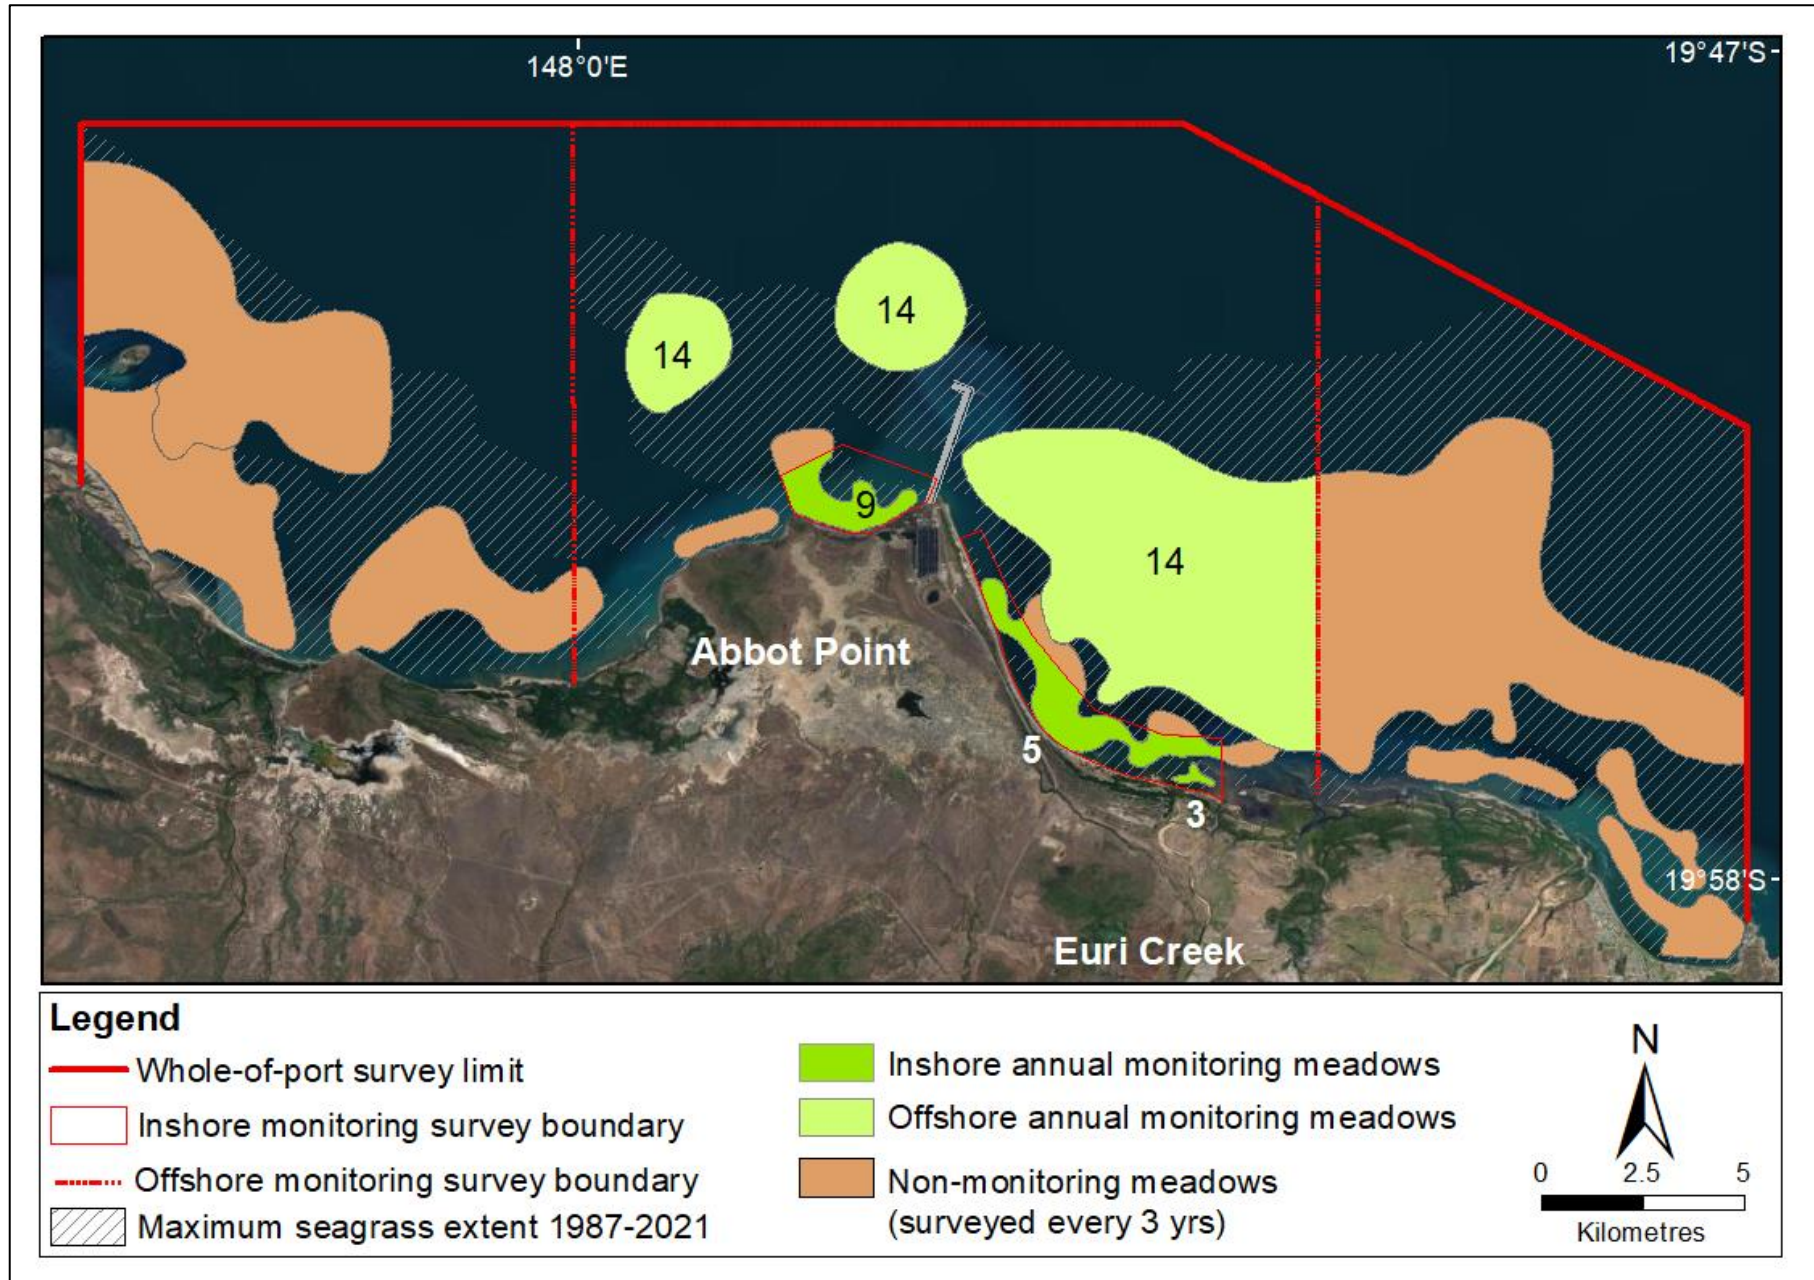 148°0'E
19°47'S
14
14
9
14
Abbot Point
5
3
19°58'S
Euri Creek
Legend
Whole-of-port survey limit
Inshore monitoring survey boundary
Offshore monitoring survey boundary
Maximum seagrass extent 1987-2021
Inshore annual monitoring meadows
Offshore annual monitoring meadows
Non-monitoring meadows
(surveyed every 3 yrs)
N
0 2.5 5
Kilometres